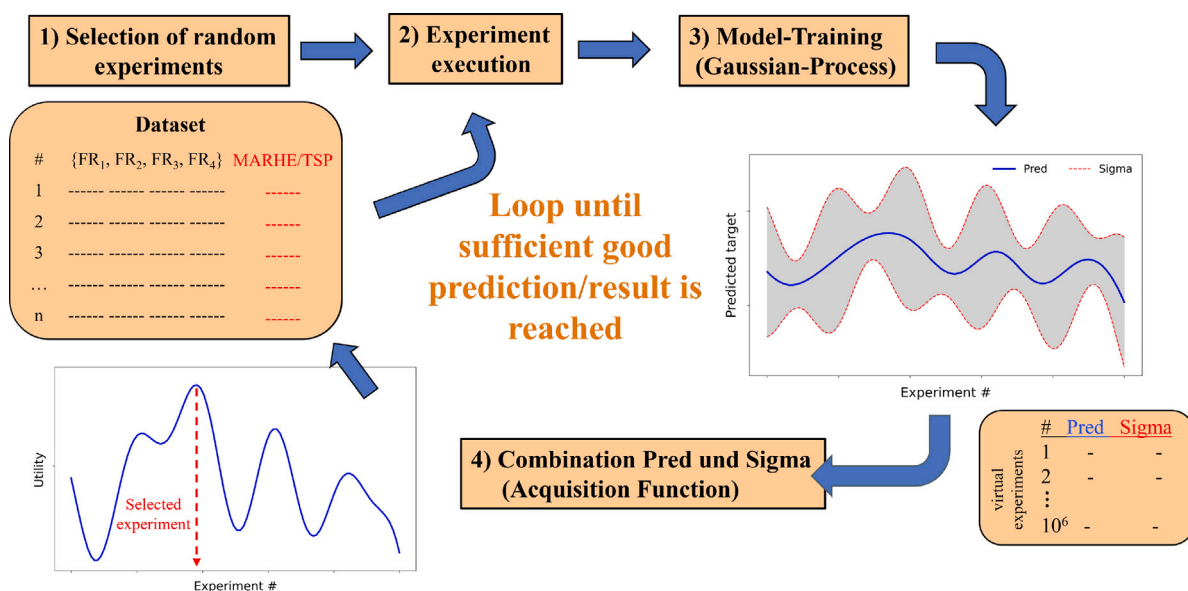 1) Selection of random
experiments
2) Experiment
execution
3) Model-Training
(Gaussian-Process)
Dataset
# {FR1, FR2, FR3, FR4} MARHE/TSP
1 ------ ------ ------ ------ ------
2 ------ ------ ------ ------ ------
3 ------ ------ ------ ------ ------
... ------ ------ ------ ------ ------
n ------ ------ ------ ------ ------
Loop until
sufficient good
prediction/result is
reached
Pred Sigma
Predicted target
Experiment #
4) Combination Pred und Sigma
(Acquisition Function)
# Pred Sigma
1 - -
2 - -
⋮
10⁶ - -
virtual
experiments
Utility
Selected
experiment
Experiment #